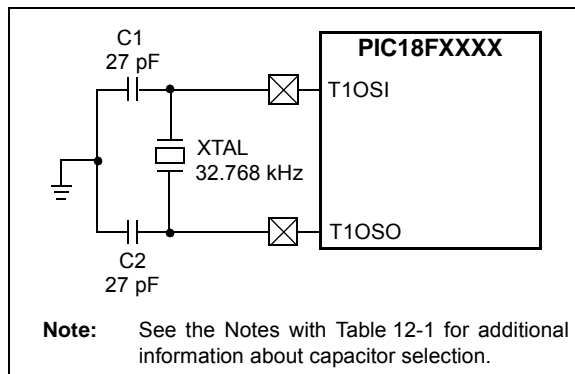 C1
27 pF
PIC18FXXXX
T1OSI
XTAL
32.768 kHz
T1OSO
C2
27 pF
Note: See the Notes with Table 12-1 for additional
information about capacitor selection.